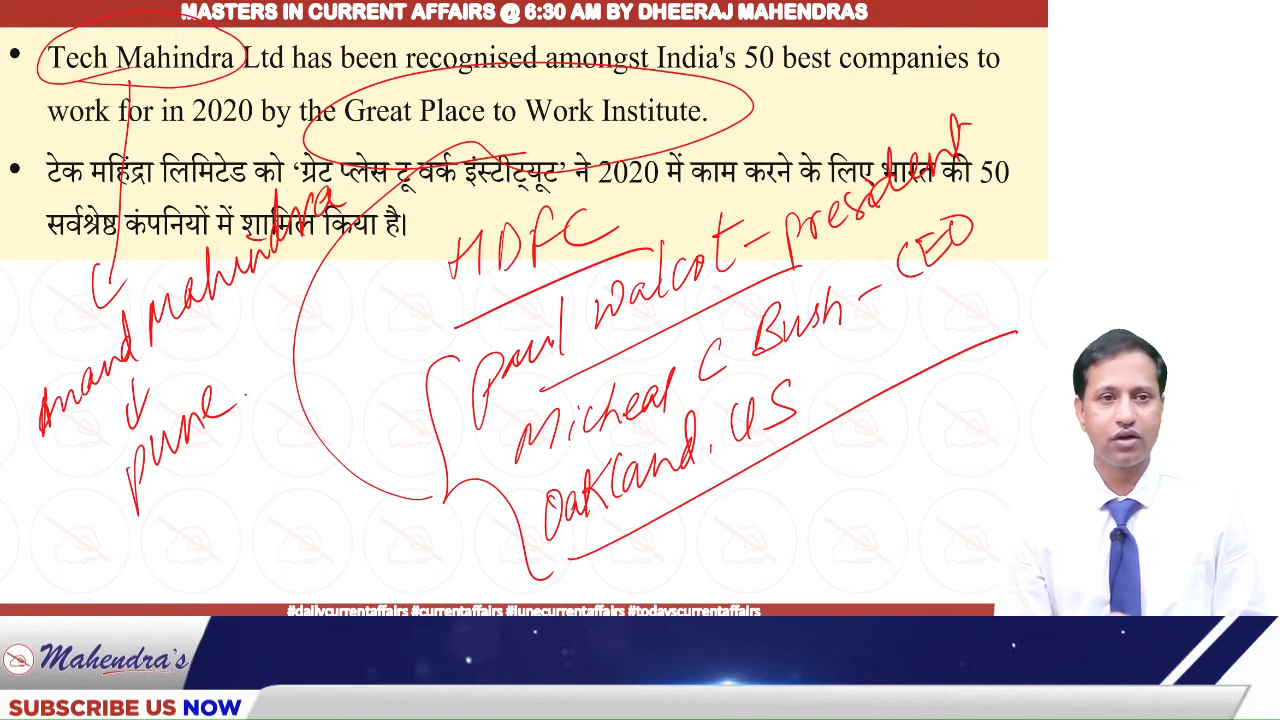 MASTERS IN CURRENT AFFAIRS @ 6:30 AM BY DHEERAJ MAHENDRAS
• Tech Mahindra Ltd has been recognised amongst India's 50 best companies to
work for in 2020 by the Great Place to Work Institute.
• टेक महिंद्रा लिमिटेड को ‘ग्रेट प्लेस टू वर्क इंस्टीट्यूट’ ने 2020 में काम करने के लिए भारत की 50
सर्वश्रेष्ठ कंपनियों में शामिल किया है।
Anand Mahindra
Pune.
HDFC
Paul Walcot - President
Micheal C Bush - CEO
Oakland, US
#dailycurrentaffairs #currentaffairs #junecurrentaffairs #todayscurrentaffairs
Mahendra's
SUBSCRIBE US NOW